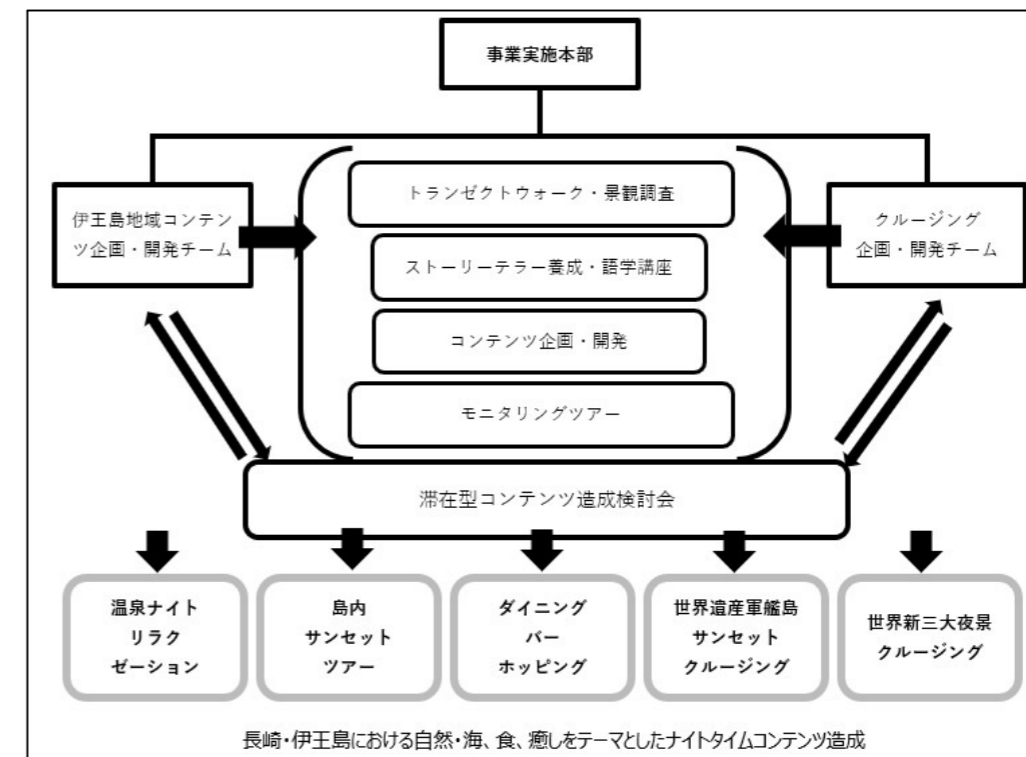 事業実施本部
伊王島地域コンテン
ツ企画・開発チーム
トランゼクトウォーク・景観調査
ストーリーテラー養成・語学講座
コンテンツ企画・開発
モニタリングツアー
クルージング
企画・開発チーム
滞在型コンテンツ造成検討会
温泉ナイト
リラク
ゼーション
島内
サンセット
ツアー
ダイニング
バー
ホッピング
世界遺産軍艦島
サンセット
クルージング
世界新三大夜景
クルージング
長崎・伊王島における自然・海、食、癒しをテーマとしたナイトタイムコンテンツ造成